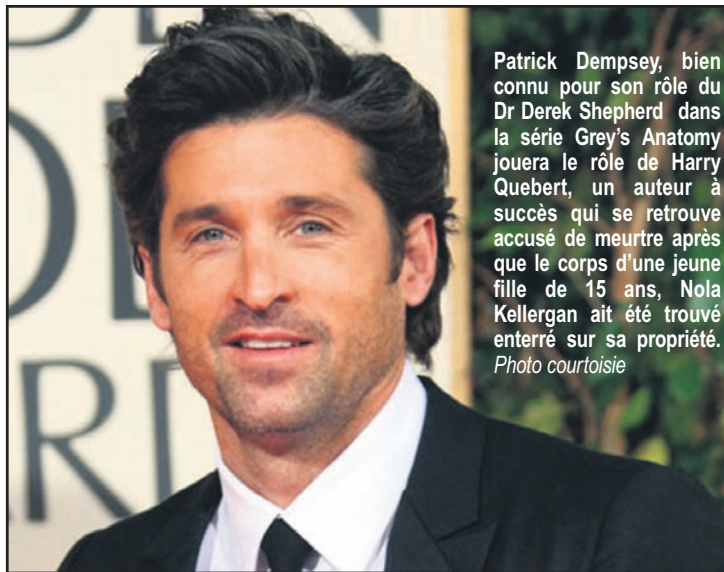 Patrick Dempsey, bien
connu pour son rôle du
Dr Derek Shepherd dans
la série Grey's Anatomy
jouera le rôle de Harry
Quebert, un auteur à
succès qui se retrouve
accusé de meurtre après
que le corps d'une jeune
fille de 15 ans, Nola
Kellergan ait été trouvé
enterré sur sa propriété.
Photo courtoisie